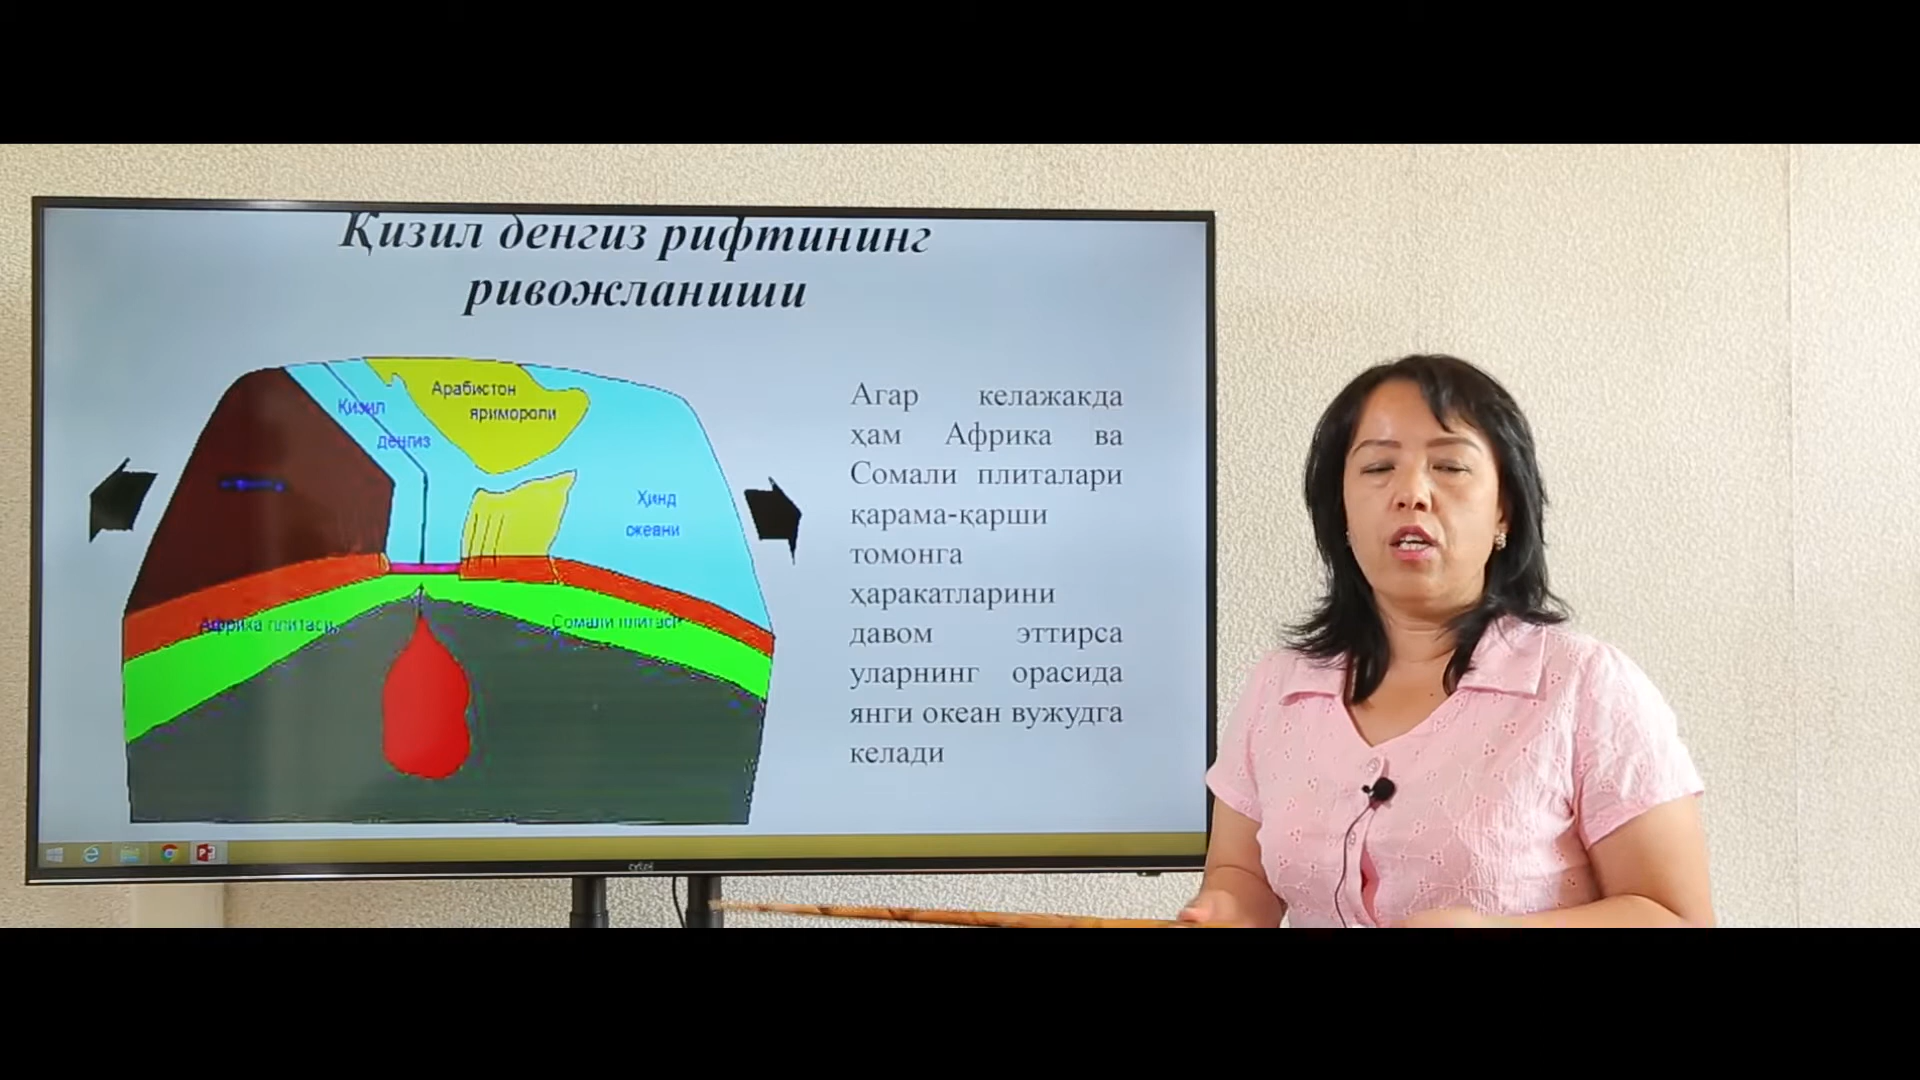 Қизил денгиз рифтининг
ривожланиши
Арабистон
яримороли
Қизил
денгиз
Ҳинд
океани
Африка плитаси
Сомали плитаси
Агар келажакда
ҳам Африка ва
Сомали плиталари
қарама-қарши
томонга
ҳаракатларини
давом эттирса
уларнинг орасида
янги океан вужудга
келади